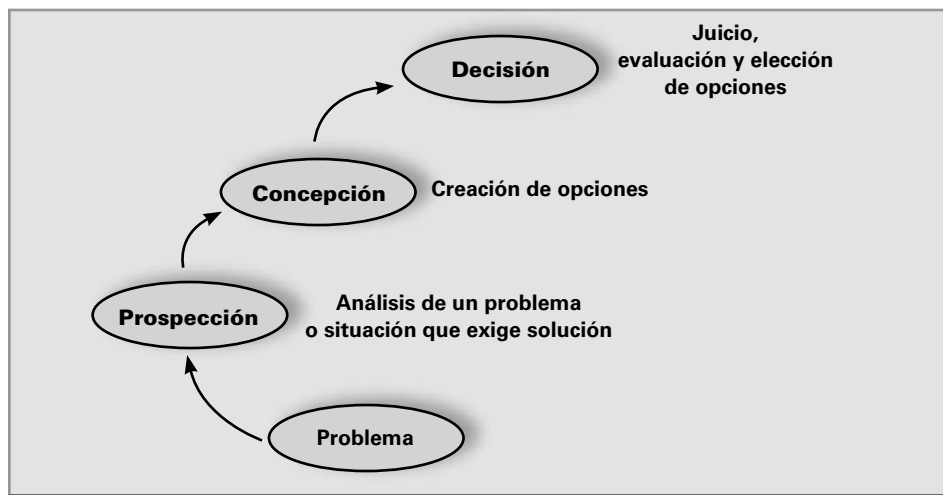 Juicio,
evaluación y elección
de opciones
Decisión
Concepción
Creación de opciones
Prospección
Análisis de un problema
o situación que exige solución
Problema